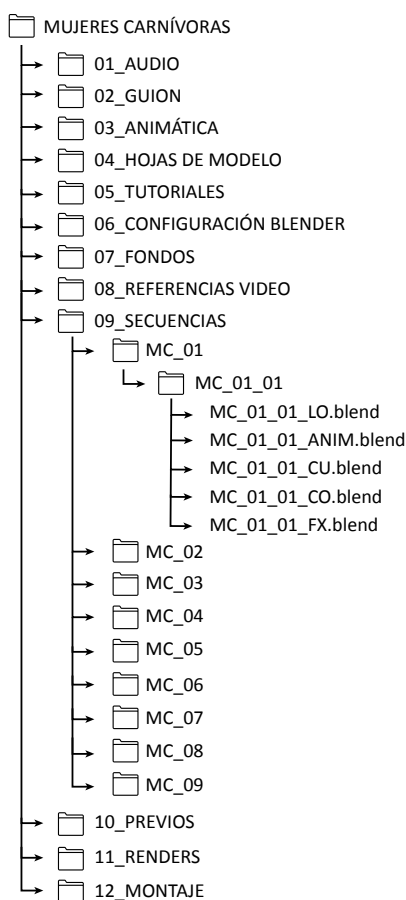 MUJERES CARNÍVORAS
01_AUDIO
02_GUION
03_ANIMÁTICA
04_HOJAS DE MODELO
05_TUTORIALES
06_CONFIGURACIÓN BLENDER
07_FONDOS
08_REFERENCIAS VIDEO
09_SECUENCIAS
MC_01
MC_01_01
MC_01_01_LO.blend
MC_01_01_ANIM.blend
MC_01_01_CU.blend
MC_01_01_CO.blend
MC_01_01_FX.blend
MC_02
MC_03
MC_04
MC_05
MC_06
MC_07
MC_08
MC_09
10_PREVIOS
11_RENDERS
12_MONTAJE